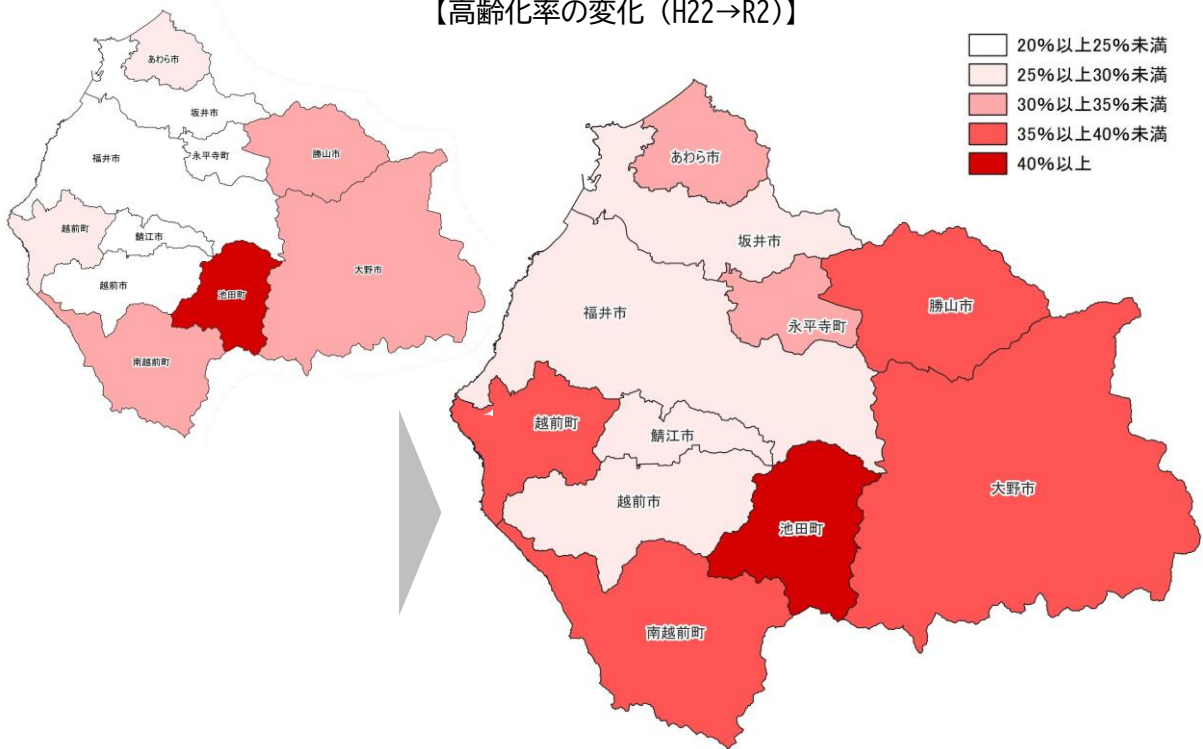 【高齢化率の変化（H22→R2）】
20％以上25％未満
25％以上30％未満
30％以上35％未満
35％以上40％未満
40％以上
あわら市
坂井市
福井市
永平寺町
勝山市
越前町
鯖江市
大野市
越前市
池田町
南越前町
あわら市
坂井市
福井市
永平寺町
勝山市
越前町
鯖江市
越前市
大野市
池田町
南越前町